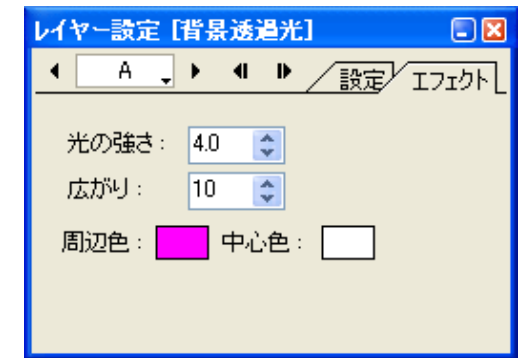 レイヤー設定 [背景透過光]
A 設定 エフェクト
光の強さ： 4.0
広がり： 10
周辺色： 中心色：